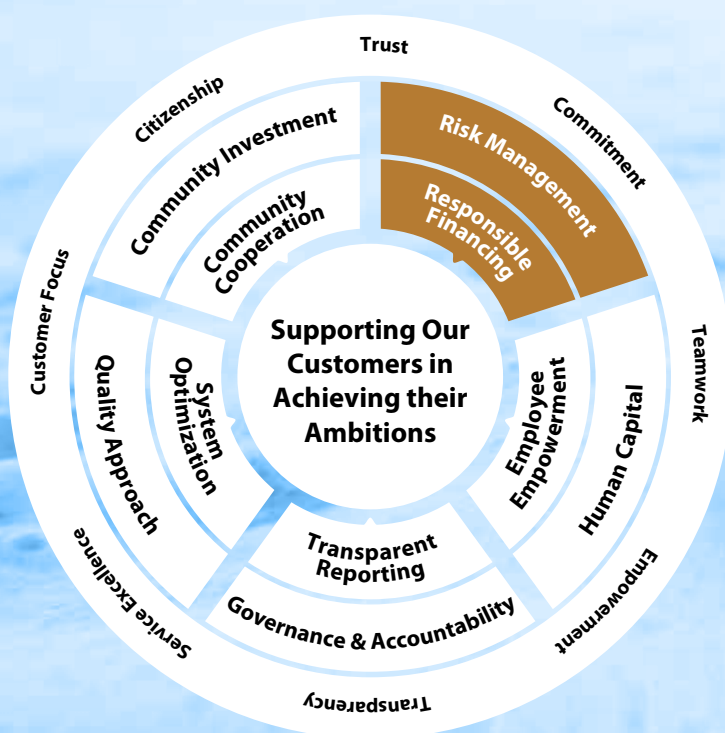 Trust
Commitment
Teamwork
Empowerment
Transparency
Service Excellence
Customer Focus
Citizenship
Risk Management
Responsible
Financing
Human Capital
Employee
Empowerment
Governance & Accountability
Transparent
Reporting
Quality Approach
System
Optimization
Community Investment
Community
Cooperation
Supporting Our
Customers in
Achieving their
Ambitions